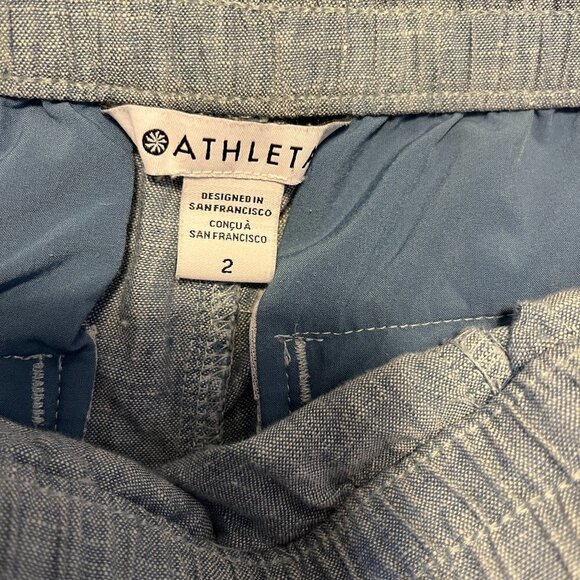 ATHLETA
DESIGNED IN
SAN FRANCISCO
CONÇU À
SAN FRANCISCO
2